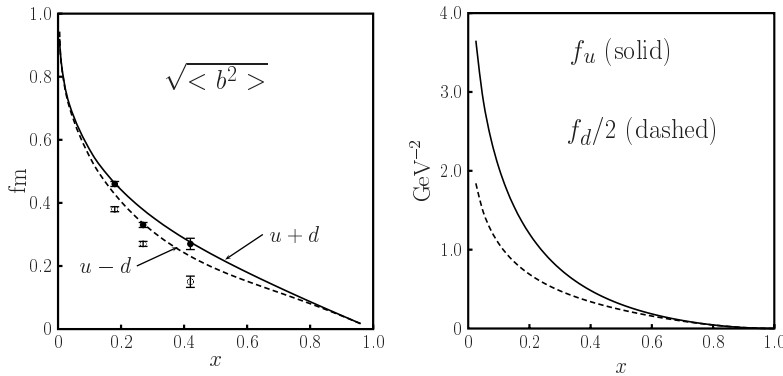 1.0
0.8
0.6
0.4
0.2
0
fm
√< b² >
u + d
u − d
0 0.2 0.4 0.6 0.8 1.0
x
4.0
3.0
2.0
1.0
0
GeV⁻²
f_u (solid)
f_d/2 (dashed)
0 0.2 0.4 0.6 0.8 1.0
x